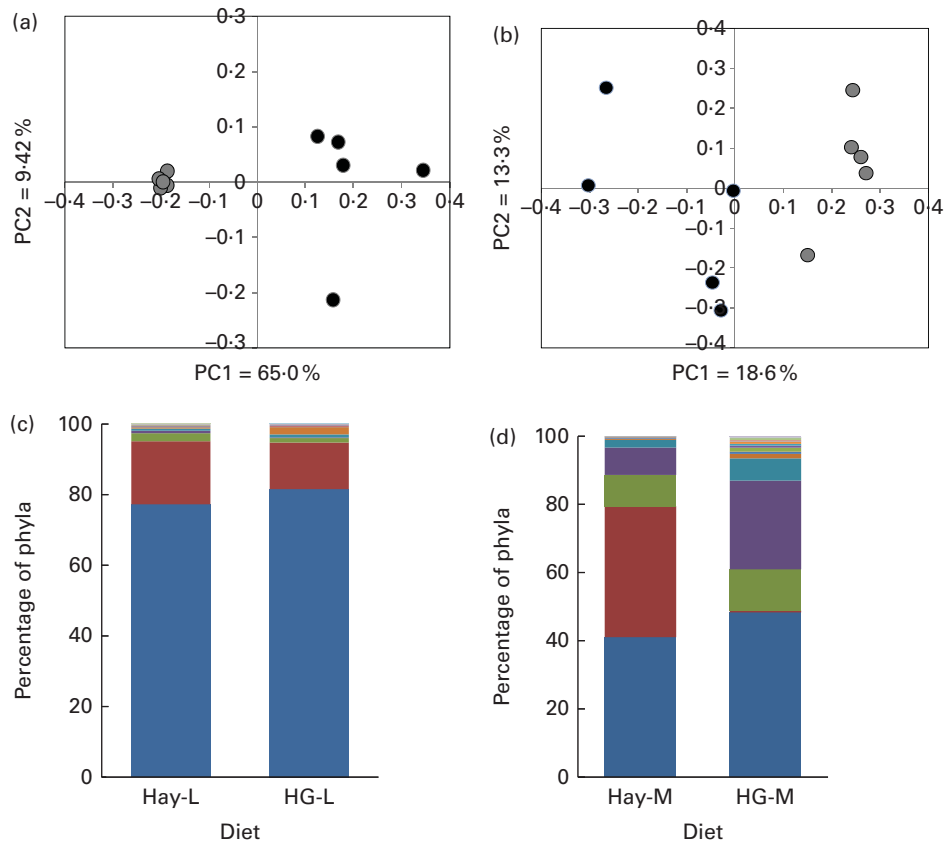 (a)
0·3
0·2
0·1
0
−0·1
−0·2
−0·3
−0·4 −0·3 −0·2 −0·1 0 0·1 0·2 0·3 0·4
PC2 = 9·42 %
PC1 = 65·0 %
(b)
0·4
0·3
0·2
0·1
0
−0·1
−0·2
−0·3
−0·4
−0·4 −0·3 −0·2 −0·1 0 0·1 0·2 0·3 0·4
PC2 = 13·3 %
PC1 = 18·6 %
(c)
100
80
60
40
20
0
Percentage of phyla
Hay-L HG-L
Diet
(d)
100
80
60
40
20
0
Percentage of phyla
Hay-M HG-M
Diet